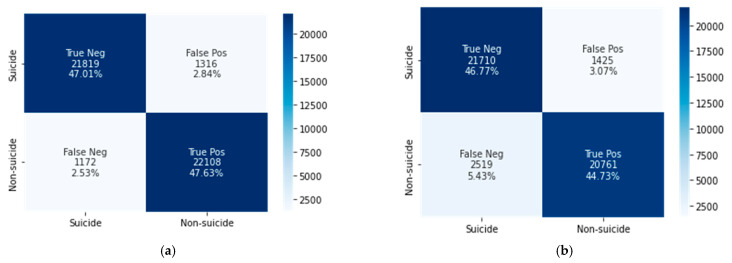 True Neg
21819
47.01%
False Pos
1316
2.84%
False Neg
1172
2.53%
True Pos
22108
47.63%
Suicide
Non-suicide
Suicide
Non-suicide
20000
17500
15000
12500
10000
7500
5000
2500
(a)
True Neg
21710
46.77%
False Pos
1425
3.07%
False Neg
2519
5.43%
True Pos
20761
44.73%
Suicide
Non-suicide
Suicide
Non-suicide
20000
17500
15000
12500
10000
7500
5000
2500
(b)